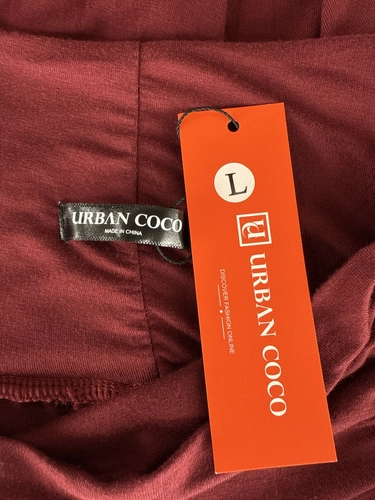 URBAN COCO
MADE IN CHINA
L
u
URBAN COCO
DISCOVER FASHION ONLINE